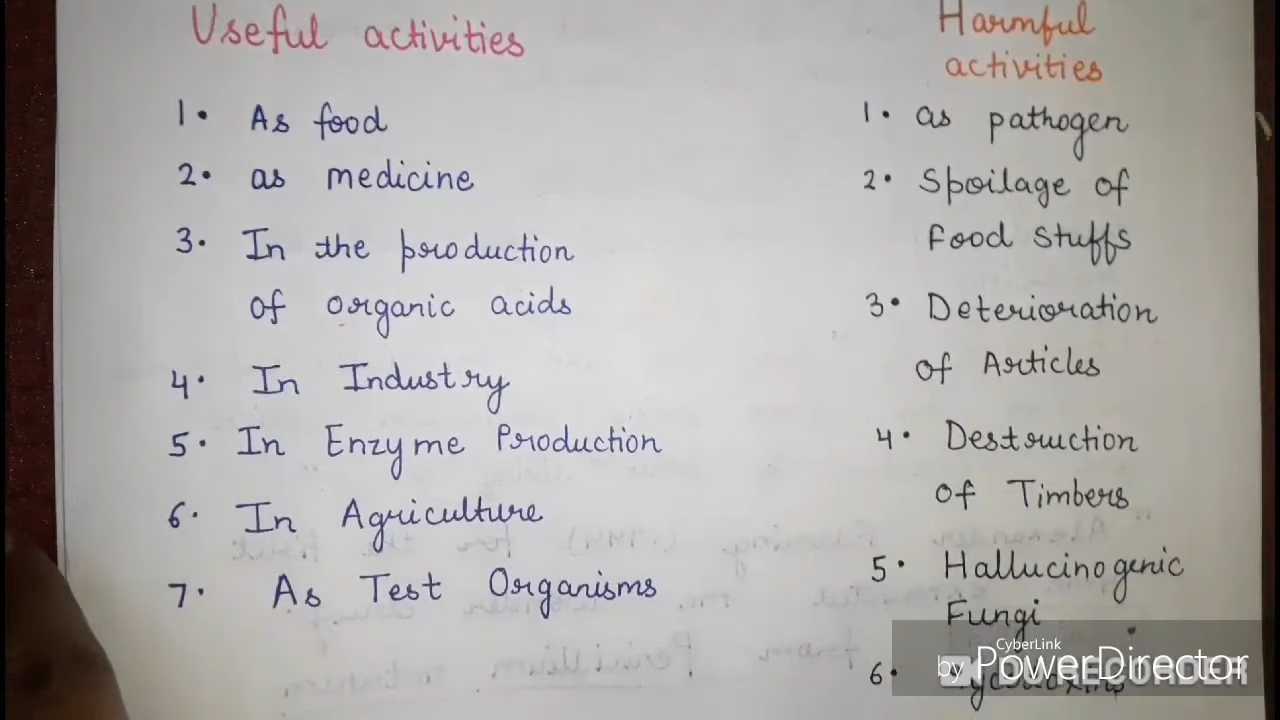 Useful activities
1. As food
2. as medicine
3. In the production
of organic acids
4. In Industry
5. In Enzyme Production
6. In Agriculture
7. As Test Organisms
Harmful
activities
1. as pathogen
2. Spoilage of
Food stuffs
3. Deterioration
of Articles
4. Destruction
of Timbers
5. Hallucinogenic
Fungi
6.
CyberLink
by PowerDirector
RECORDER